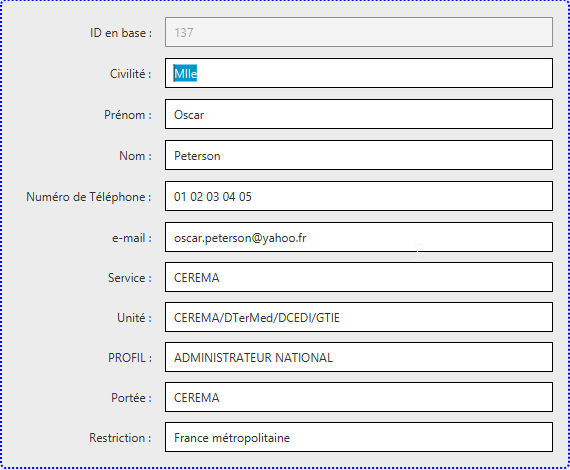 ID en base : 137
Civilité : Mlle
Prénom : Oscar
Nom : Peterson
Numéro de Téléphone : 01 02 03 04 05
e-mail : oscar.peterson@yahoo.fr
Service : CEREMA
Unité : CEREMA/DTerMed/DCEDI/GTIE
PROFIL : ADMINISTRATEUR NATIONAL
Portée : CEREMA
Restriction : France métropolitaine